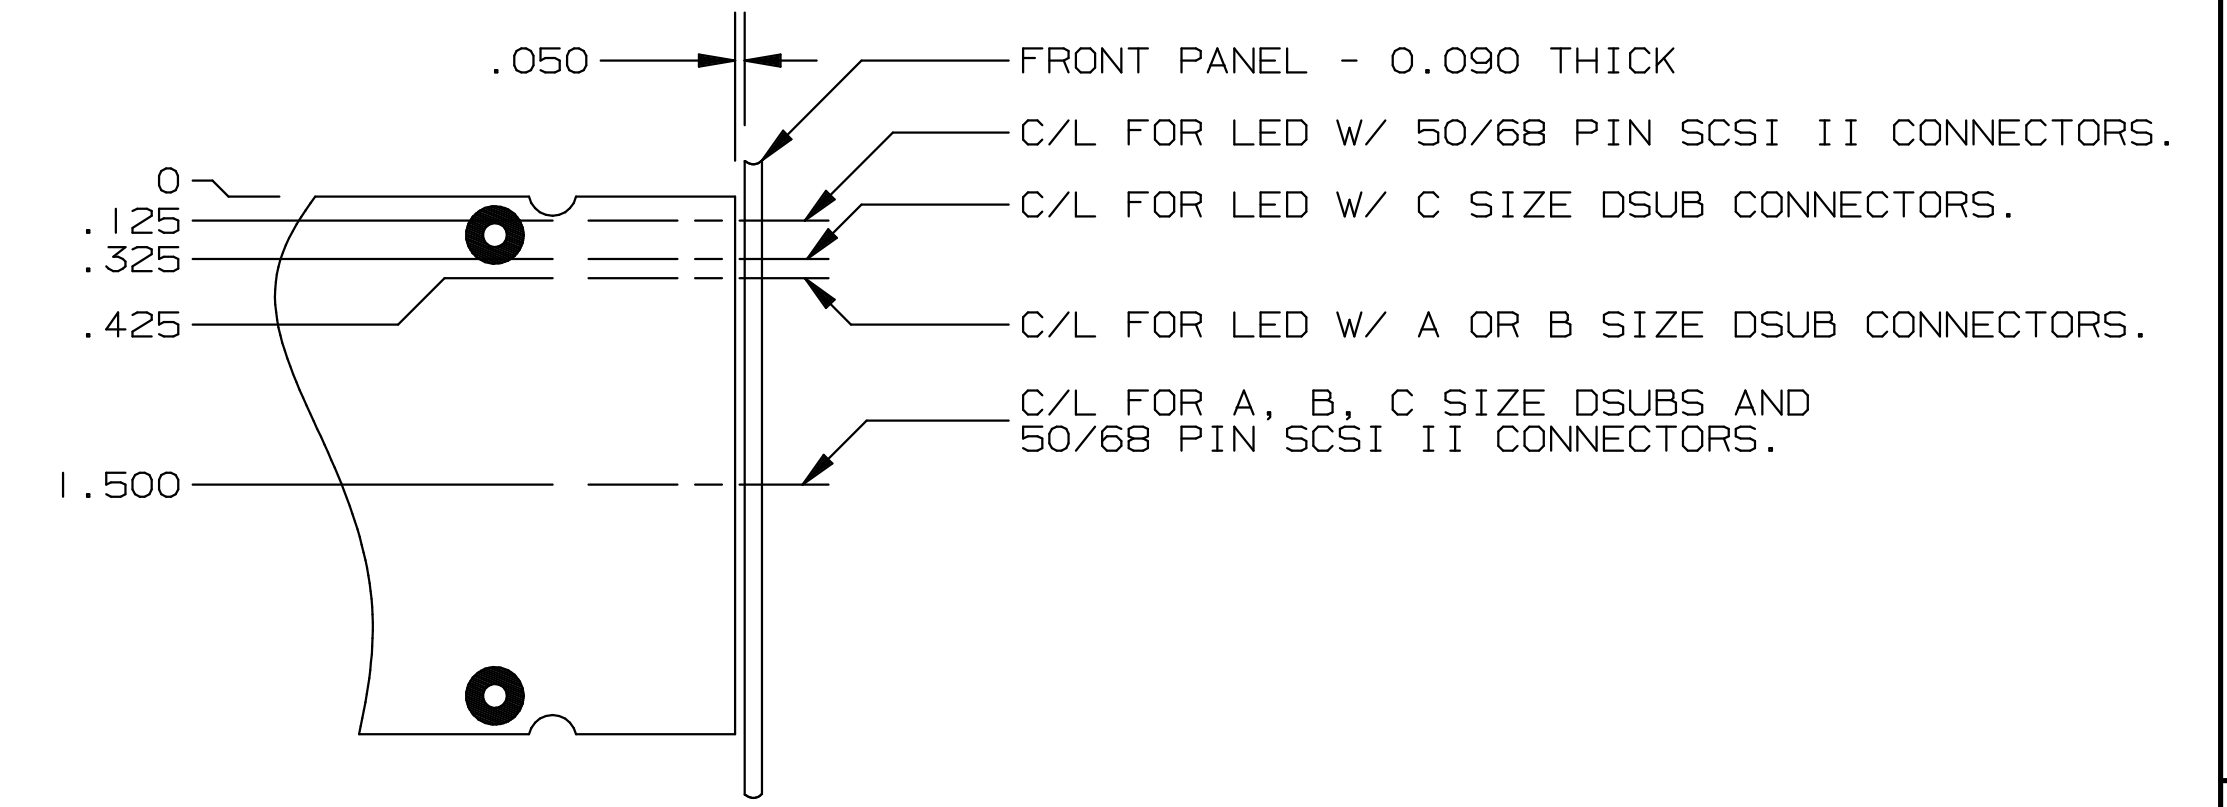 .050
FRONT PANEL - 0.090 THICK
C/L FOR LED W/ 50/68 PIN SCSI II CONNECTORS.
0
.125
C/L FOR LED W/ C SIZE DSUB CONNECTORS.
.325
.425
C/L FOR LED W/ A OR B SIZE DSUB CONNECTORS.
C/L FOR A, B, C SIZE DSUBS AND
50/68 PIN SCSI II CONNECTORS.
1.500